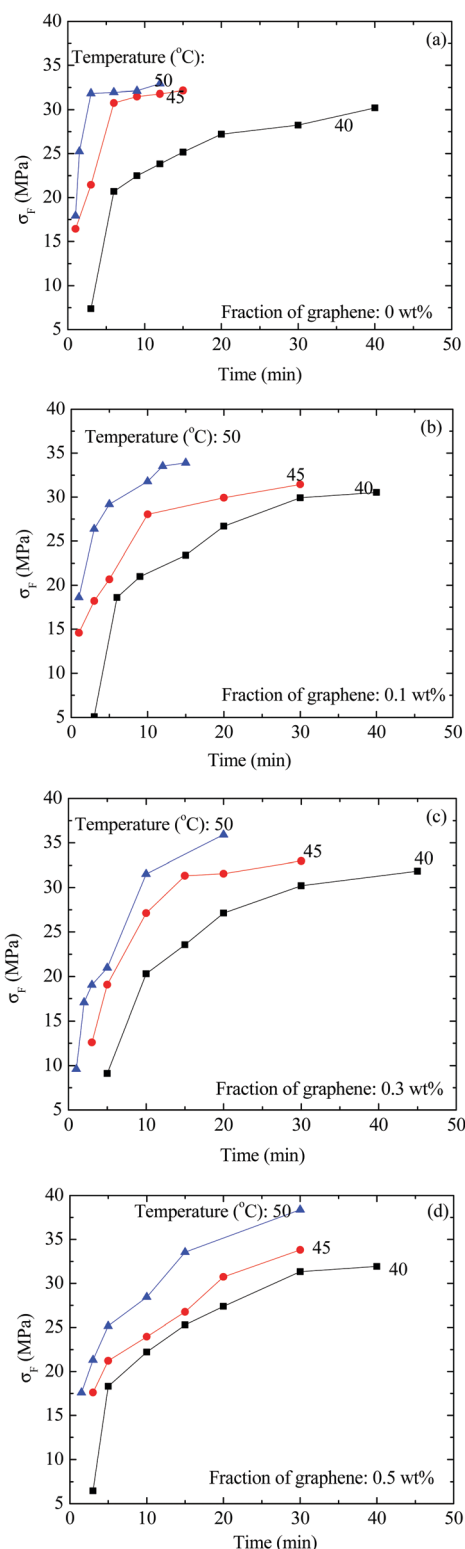 (a)
Temperature (°C):
50
45
40
σF (MPa)
40
35
30
25
20
15
10
5
Fraction of graphene: 0 wt%
0 10 20 30 40 50
Time (min)
(b)
Temperature (°C): 50
45
40
σF (MPa)
40
35
30
25
20
15
10
5
Fraction of graphene: 0.1 wt%
0 10 20 30 40 50
Time (min)
(c)
Temperature (°C): 50
45
40
σF (MPa)
40
35
30
25
20
15
10
5
Fraction of graphene: 0.3 wt%
0 10 20 30 40 50
Time (min)
(d)
Temperature (°C): 50
45
40
σF (MPa)
40
35
30
25
20
15
10
5
Fraction of graphene: 0.5 wt%
0 10 20 30 40 50
Time (min)